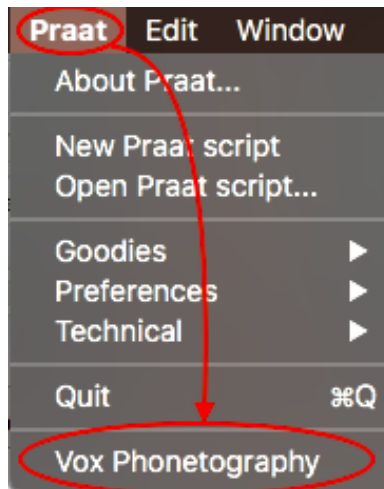 Praat Edit Window
About Praat...
New Praat script
Open Praat script...
Goodies ▶
Preferences ▶
Technical ▶
Quit ⌘Q
Vox Phonetography